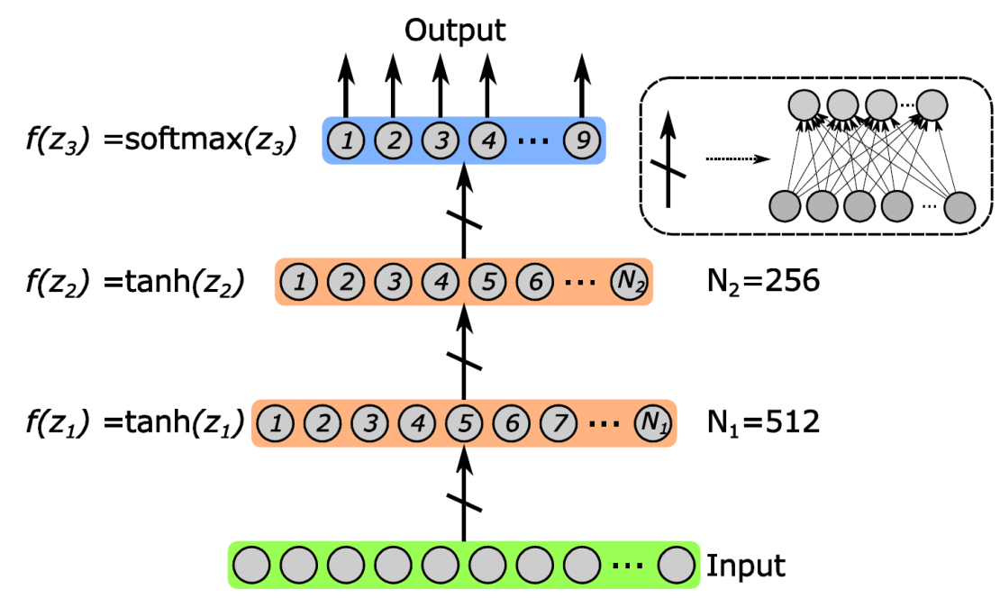 Output
f(z₃) =softmax(z₃) 1 2 3 4 ... 9
f(z₂) =tanh(z₂) 1 2 3 4 5 6 ... N₂ N₂=256
f(z₁) =tanh(z₁) 1 2 3 4 5 6 7 ... N₁ N₁=512
... Input